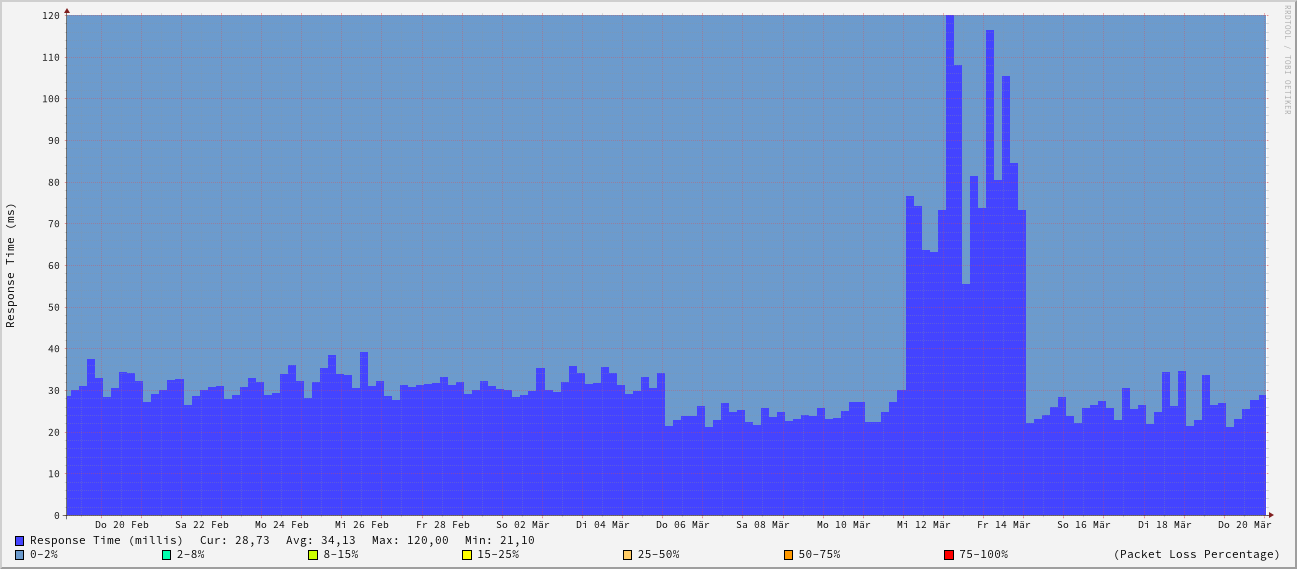 RRDTOOL / TOBI OETIKER
Response Time (ms)
120
110
100
90
80
70
60
50
40
30
20
10
0
Do 20 Feb Sa 22 Feb Mo 24 Feb Mi 26 Feb Fr 28 Feb So 02 Mär Di 04 Mär Do 06 Mär Sa 08 Mär Mo 10 Mär Mi 12 Mär Fr 14 Mär So 16 Mär Di 18 Mär Do 20 Mär
Response Time (millis) Cur: 28,73 Avg: 34,13 Max: 120,00 Min: 21,10
0-2% 2-8% 8-15% 15-25% 25-50% 50-75% 75-100% (Packet Loss Percentage)